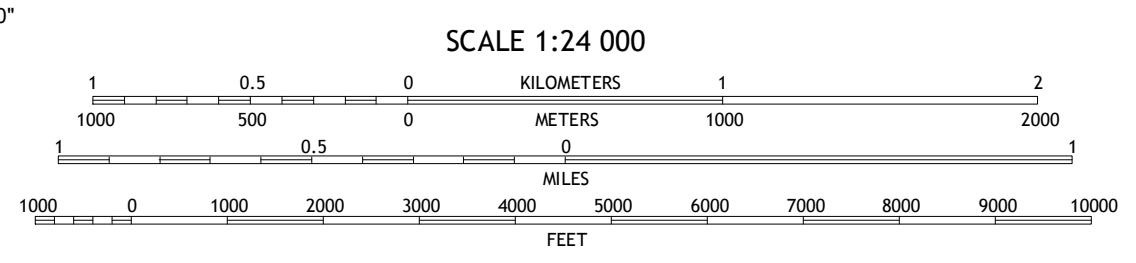 0"
SCALE 1:24 000
1 0.5 0 KILOMETERS 1 2
1000 500 0 METERS 1000 2000
1 0.5 0 1
MILES
1000 0 1000 2000 3000 4000 5000 6000 7000 8000 9000 10000
FEET